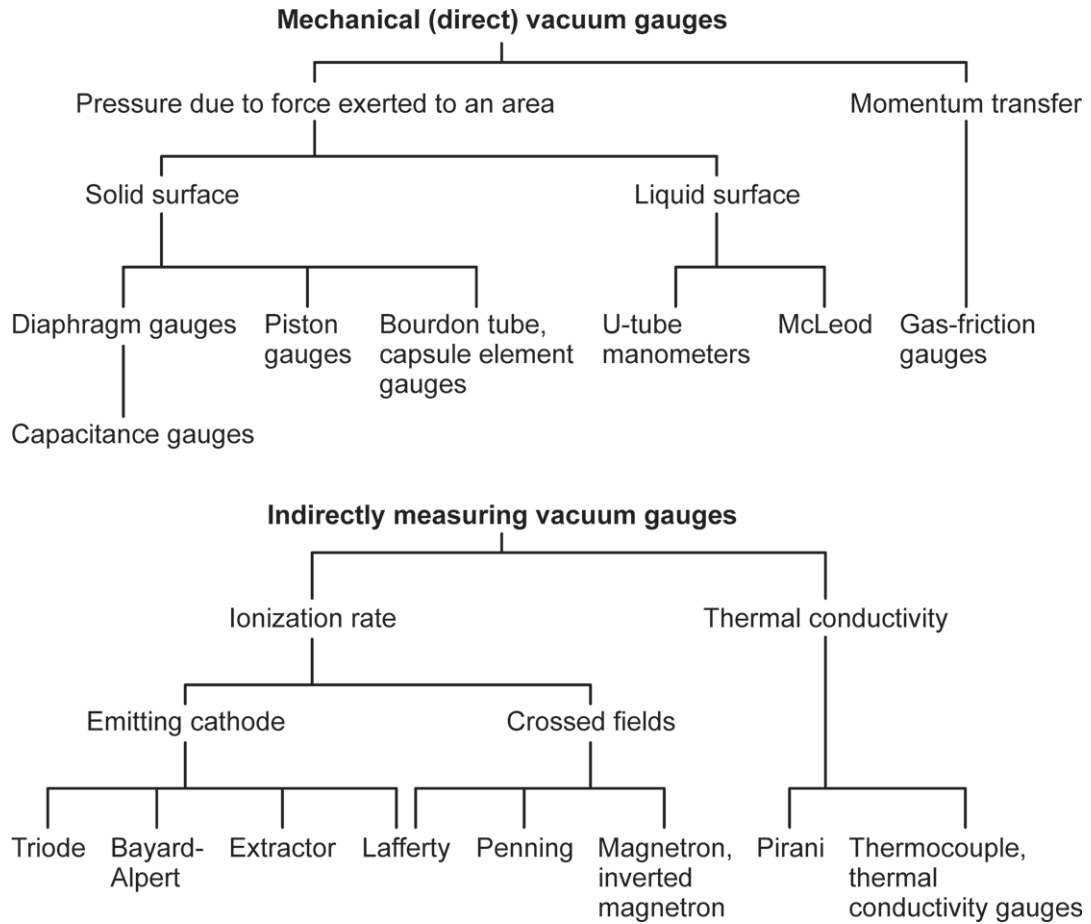 Mechanical (direct) vacuum gauges
Pressure due to force exerted to an area
Momentum transfer
Solid surface
Liquid surface
Diaphragm gauges
Piston
gauges
Bourdon tube,
capsule element
gauges
U-tube
manometers
McLeod
Gas-friction
gauges
Capacitance gauges
Indirectly measuring vacuum gauges
Ionization rate
Thermal conductivity
Emitting cathode
Crossed fields
Triode
Bayard-
Alpert
Extractor
Lafferty
Penning
Magnetron,
inverted
magnetron
Pirani
Thermocouple,
thermal
conductivity gauges